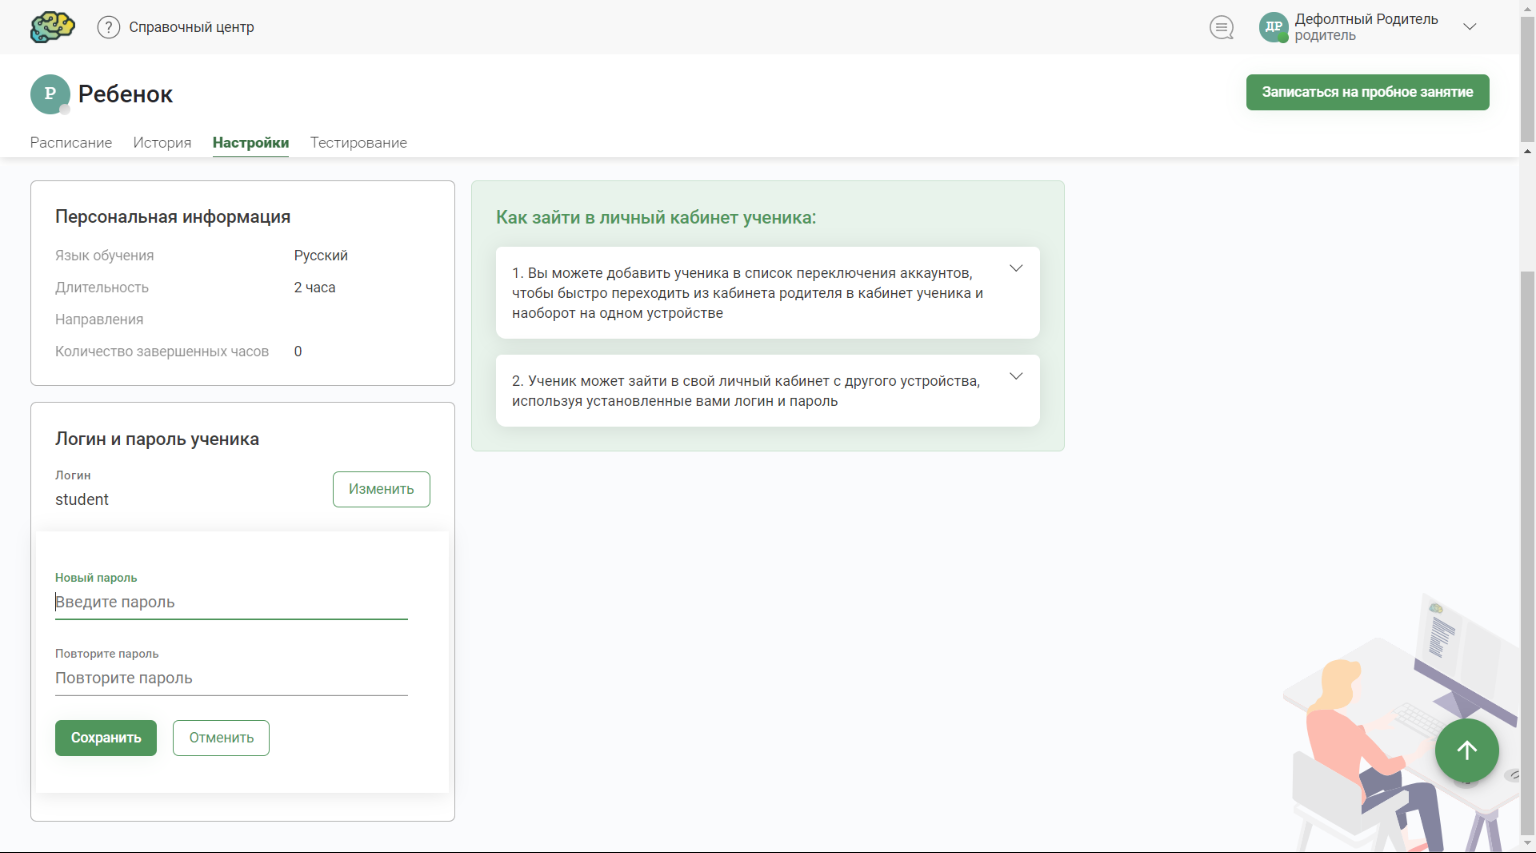 ?
Справочный центр
ДР
Дефолтный Родитель
родитель
Р
Ребенок
Записаться на пробное занятие
Расписание
История
Настройки
Тестирование
Персональная информация
Язык обучения
Русский
Длительность
2 часа
Направления
Количество завершенных часов
0
Логин и пароль ученика
Логин
student
Изменить
Новый пароль
Введите пароль
Повторите пароль
Повторите пароль
Сохранить
Отменить
Как зайти в личный кабинет ученика:
1. Вы можете добавить ученика в список переключения аккаунтов,
чтобы быстро переходить из кабинета родителя в кабинет ученика и
наоборот на одном устройстве
2. Ученик может зайти в свой личный кабинет с другого устройства,
используя установленные вами логин и пароль